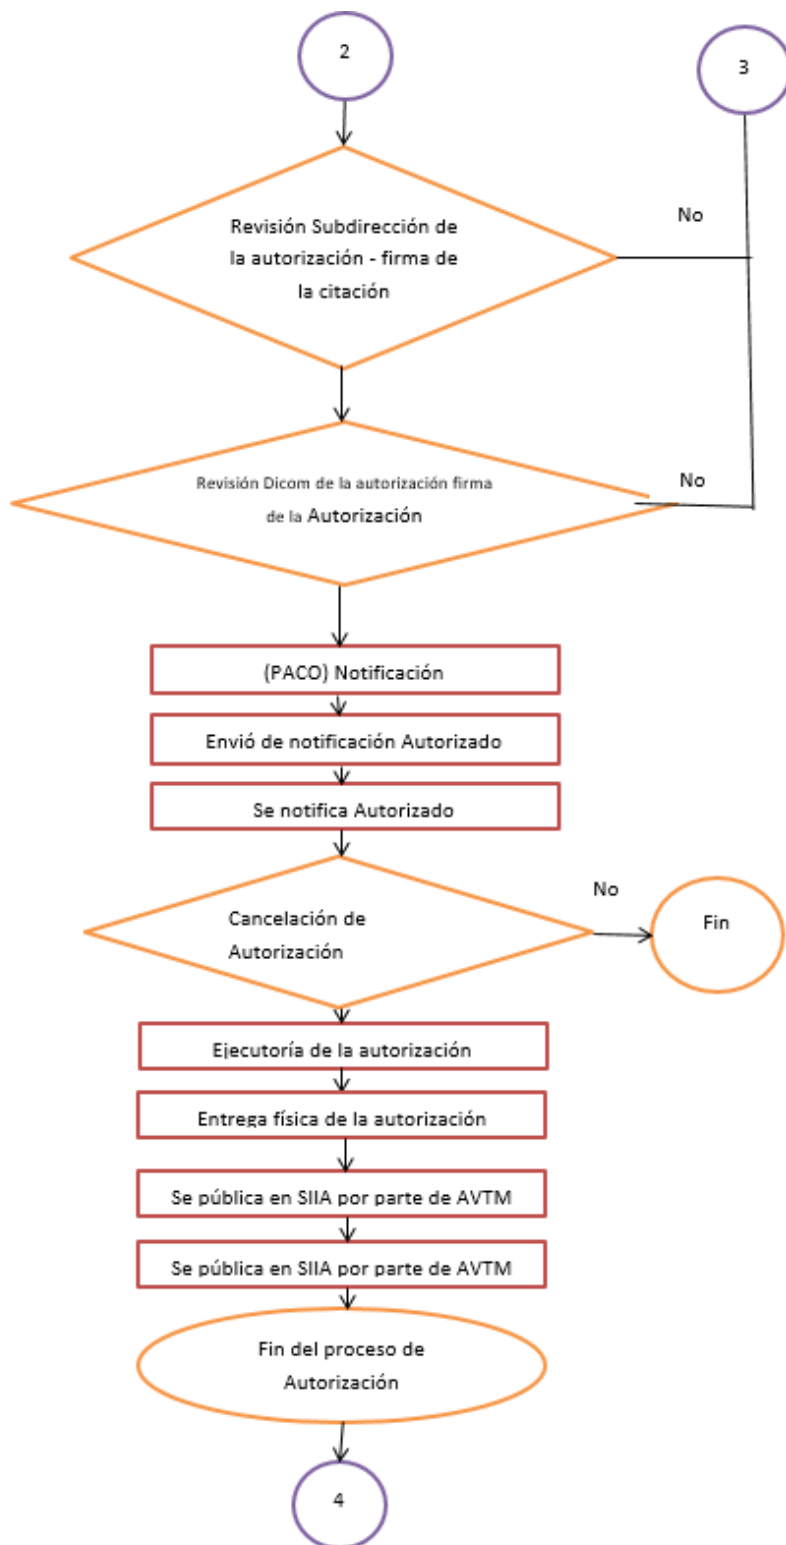 2
3
Revisión Subdirección de
la autorización - firma de
la citación
No
Revisión Dicom de la autorización firma
de la Autorización
No
(PACO) Notificación
Envió de notificación Autorizado
Se notifica Autorizado
Cancelación de
Autorización
No
Fin
Ejecutoría de la autorización
Entrega física de la autorización
Se pública en SIIA por parte de AVTM
Se pública en SIIA por parte de AVTM
Fin del proceso de
Autorización
4